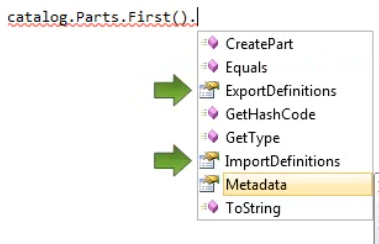 catalog.Parts.First().
CreatePart
Equals
ExportDefinitions
GetHashCode
GetType
ImportDefinitions
Metadata
ToString